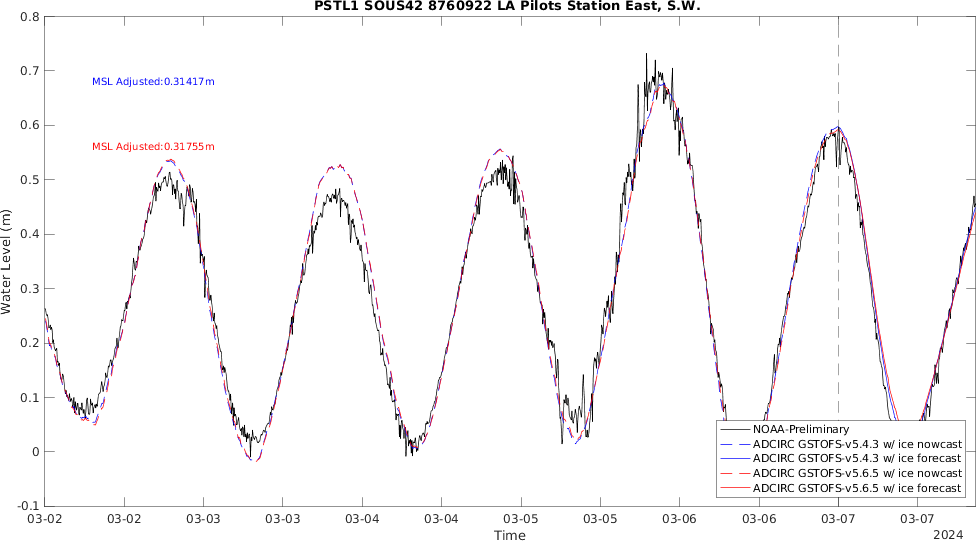 PSTL1 SOUS42 8760922 LA Pilots Station East, S.W.
0.8
0.7
MSL Adjusted:0.31417m
0.6
MSL Adjusted:0.31755m
0.5
0.4
Water Level (m)
0.3
0.2
0.1
0
-0.1
NOAA-Preliminary
ADCIRC GSTOFS-v5.4.3 w/ ice nowcast
ADCIRC GSTOFS-v5.4.3 w/ ice forecast
ADCIRC GSTOFS-v5.6.5 w/ ice nowcast
ADCIRC GSTOFS-v5.6.5 w/ ice forecast
03-02 03-02 03-03 03-03 03-04 03-04 03-05 03-05 03-06 03-06 03-07 03-07
Time
2024